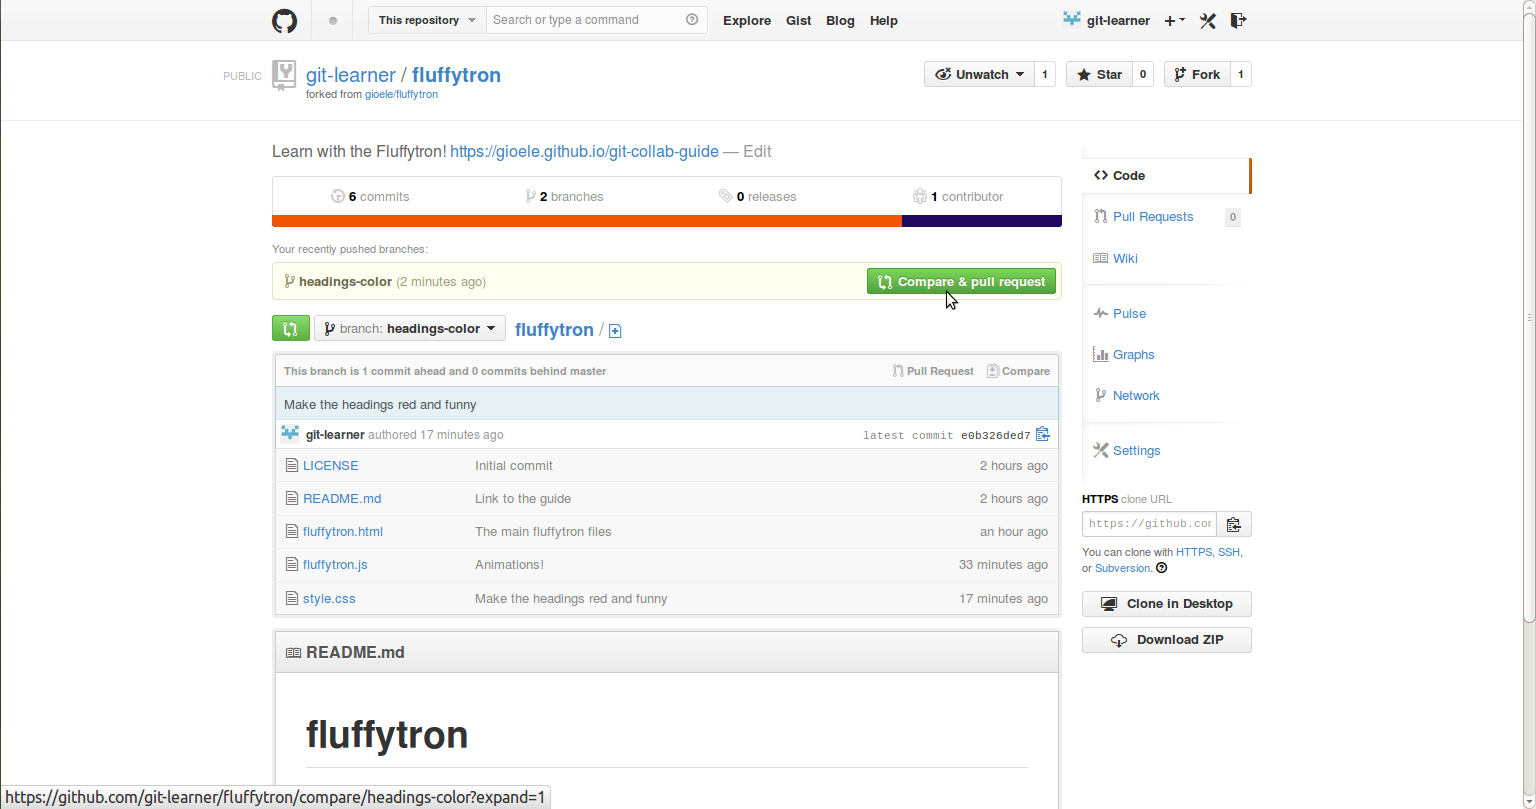 This repository Search or type a command Explore Gist Blog Help git-learner
PUBLIC git-learner / fluffytron Unwatch 1 Star 0 Fork 1
forked from gioele/fluffytron
Learn with the Fluffytron! https://gioele.github.io/git-collab-guide — Edit
6 commits 2 branches 0 releases 1 contributor
Your recently pushed branches:
headings-color (2 minutes ago) Compare & pull request
branch: headings-color fluffytron /
This branch is 1 commit ahead and 0 commits behind master Pull Request Compare
Make the headings red and funny
git-learner authored 17 minutes ago latest commit e0b326ded7
LICENSE Initial commit 2 hours ago
README.md Link to the guide 2 hours ago
fluffytron.html The main fluffytron files an hour ago
fluffytron.js Animations! 33 minutes ago
style.css Make the headings red and funny 17 minutes ago
README.md
fluffytron
Code
Pull Requests 0
Wiki
Pulse
Graphs
Network
Settings
HTTPS clone URL
https://github.com
You can clone with HTTPS, SSH,
or Subversion.
Clone in Desktop
Download ZIP
https://github.com/git-learner/fluffytron/compare/headings-color?expand=1